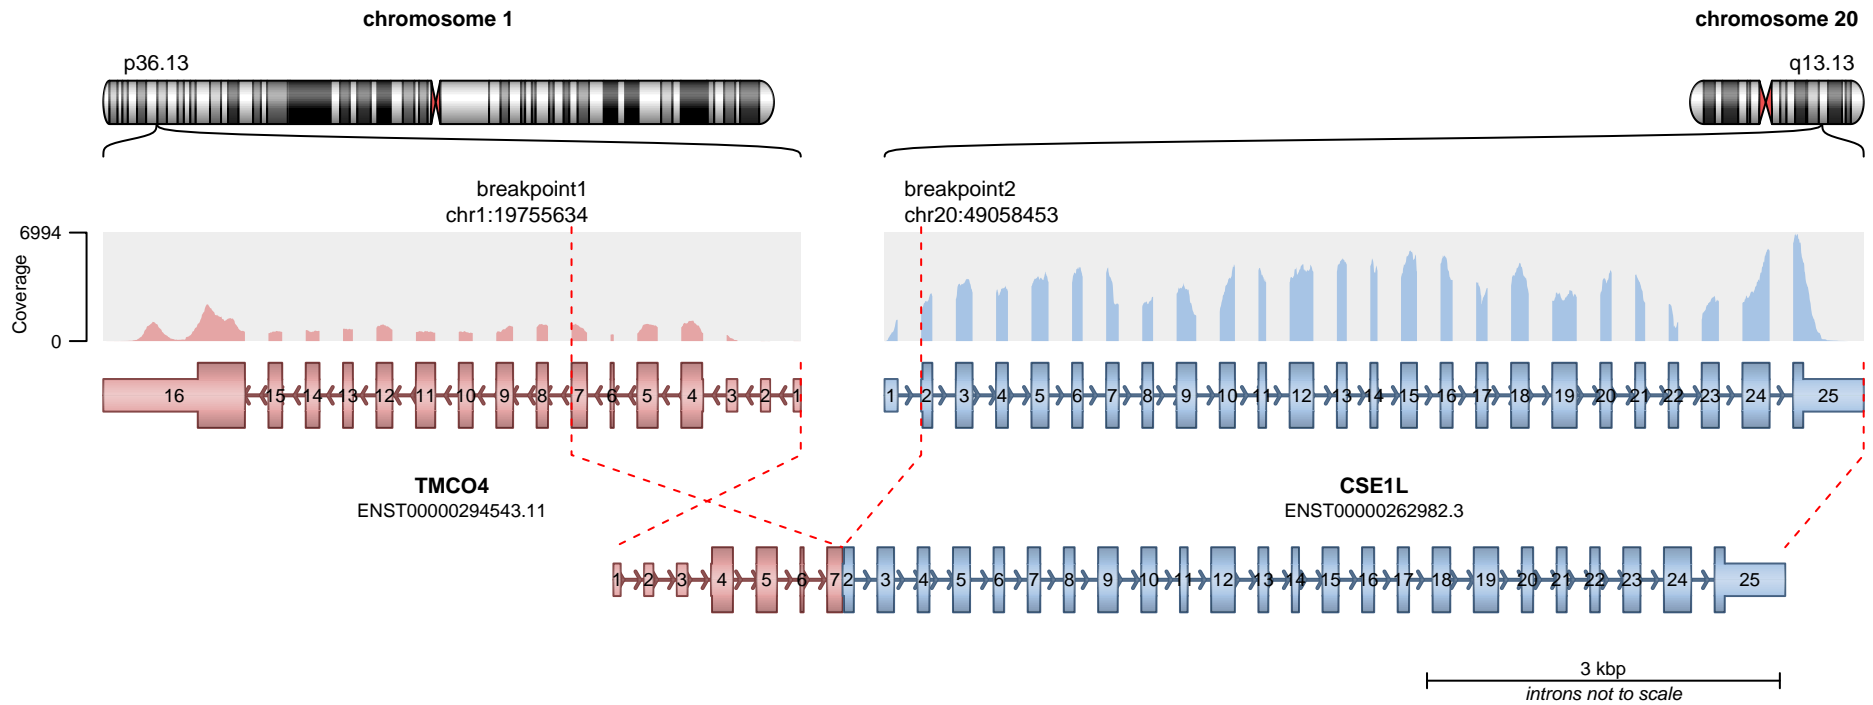 chromosome 1
chromosome 20
p36.13
q13.13
breakpoint1
chr1:19755634
breakpoint2
chr20:49058453
6994
Coverage
0
16 15 14 13 12 11 10 9 8 7 6 5 4 3 2 1
1 2 3 4 5 6 7 8 9 10 11 12 13 14 15 16 17 18 19 20 21 22 23 24 25
TMCO4
ENST00000294543.11
CSE1L
ENST00000262982.3
1 2 3 4 5 6 7 2 3 4 5 6 7 8 9 10 11 12 13 14 15 16 17 18 19 20 21 22 23 24 25
3 kbp
introns not to scale